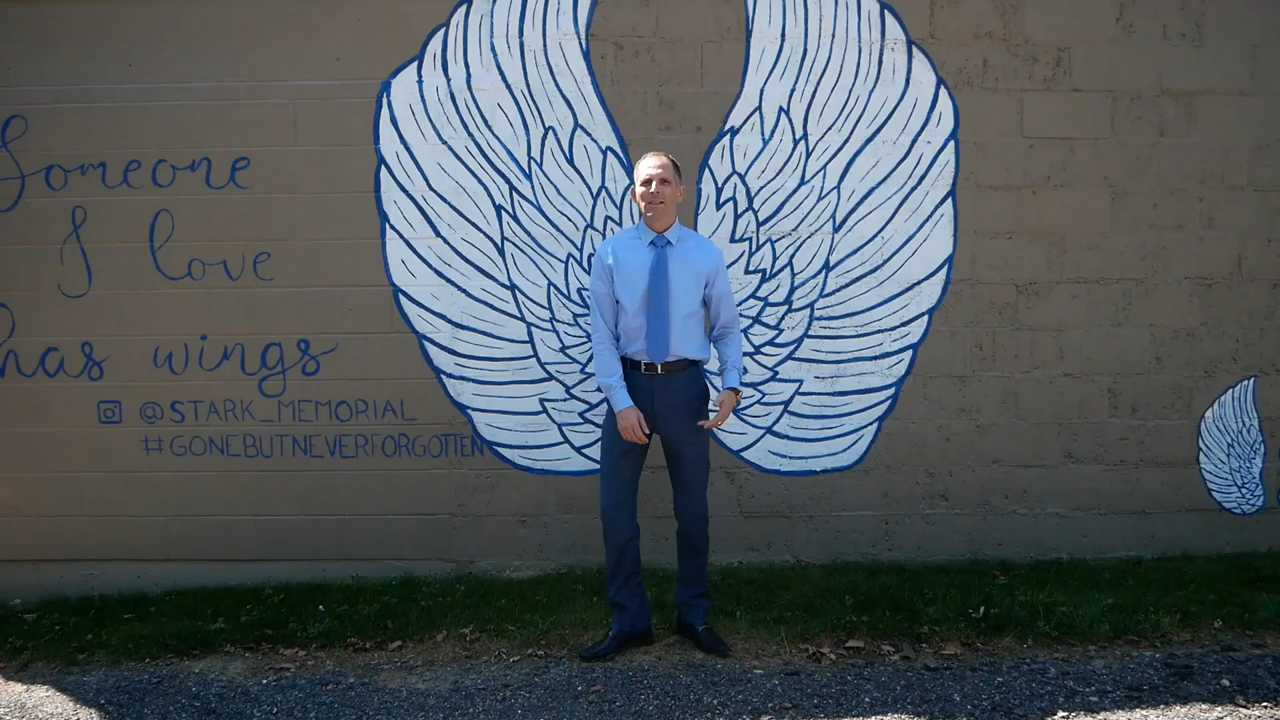 Someone
I love
has wings
@STARK_MEMORIAL
#GONEBUTNEVERFORGOTTEN